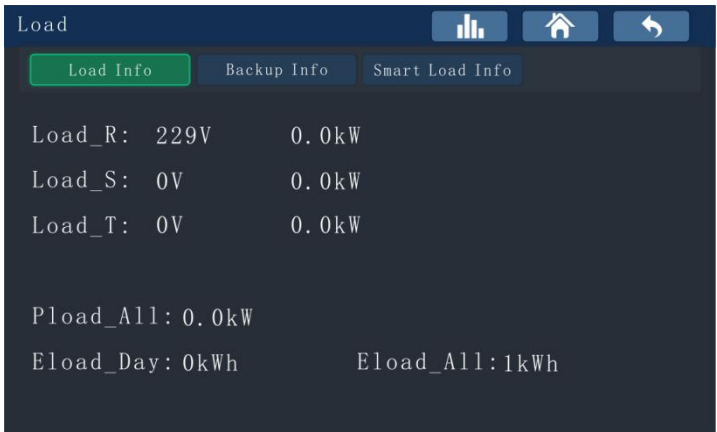 Load
Load Info Backup Info Smart Load Info
Load_R: 229V 0.0kW
Load_S: 0V 0.0kW
Load_T: 0V 0.0kW
Pload_All: 0.0kW
Eload_Day: 0kWh Eload_All: 1kWh